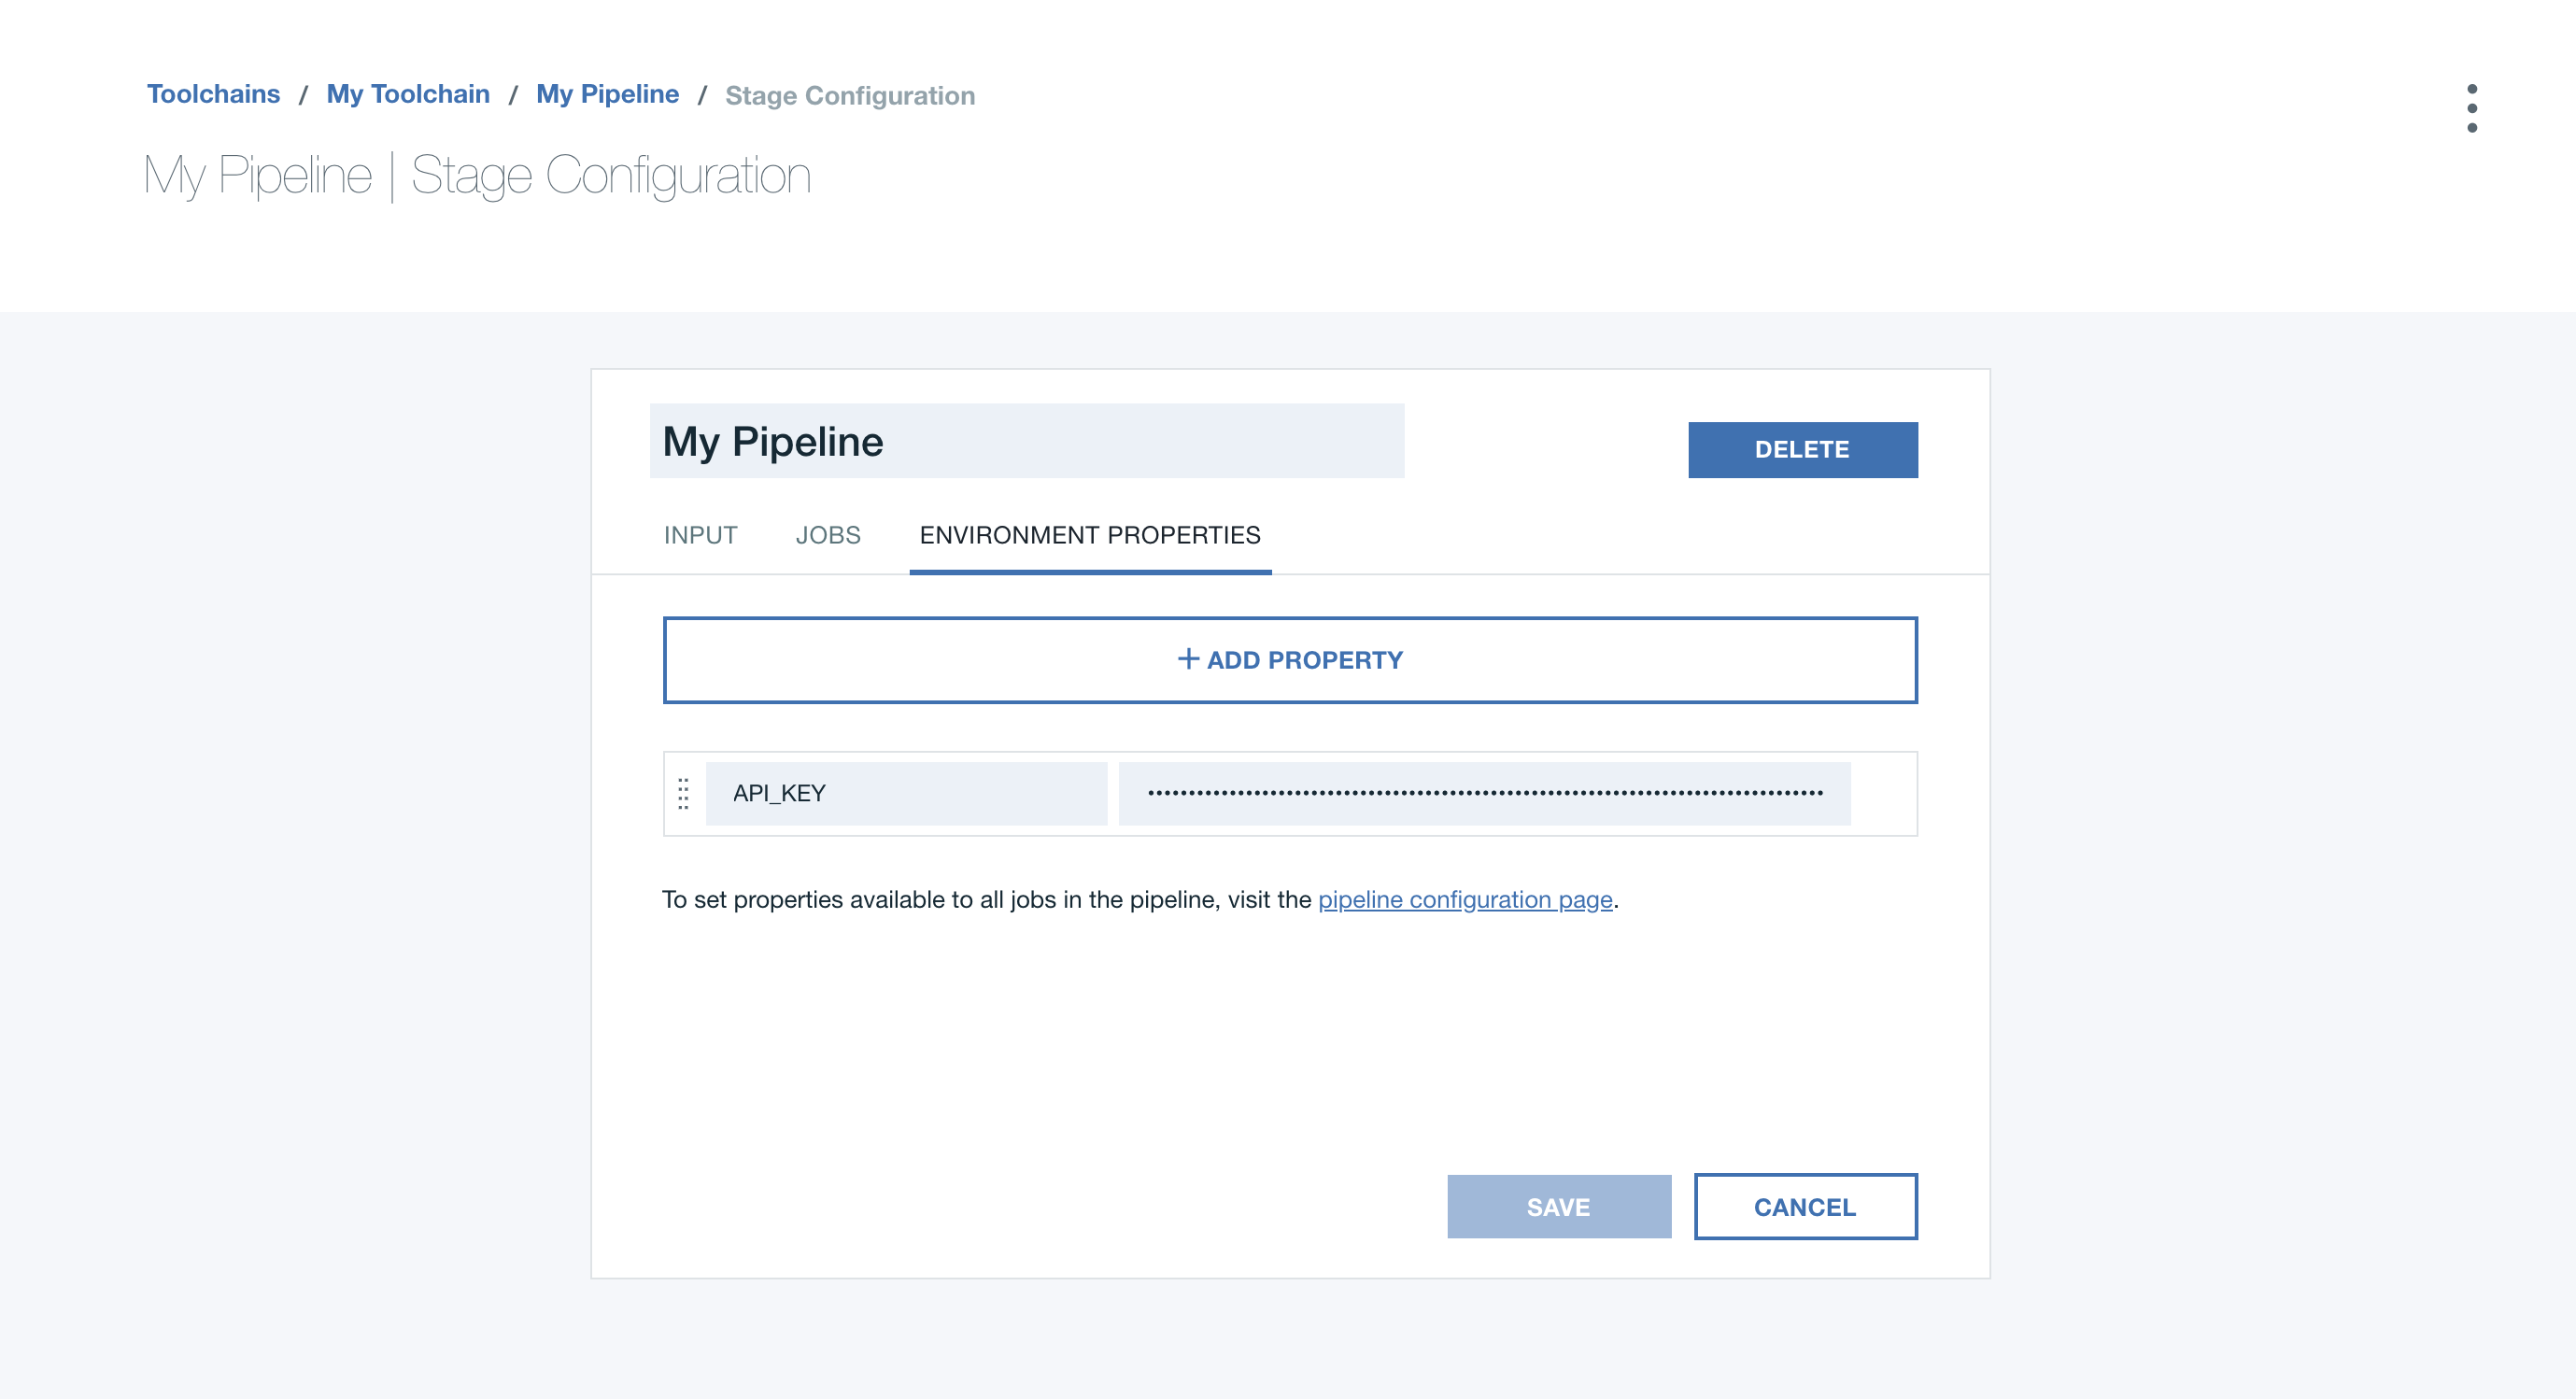 Toolchains / My Toolchain / My Pipeline / Stage Configuration
My Pipeline | Stage Configuration
My Pipeline
DELETE
INPUT JOBS ENVIRONMENT PROPERTIES
+ ADD PROPERTY
API_KEY
To set properties available to all jobs in the pipeline, visit the pipeline configuration page.
SAVE CANCEL